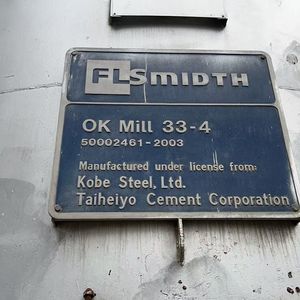 FLSMIDTH
OK Mill 33-4
50002461-2003
Manufactured under license from:
Kobe Steel, Ltd.
Taiheiyo Cement Corporation